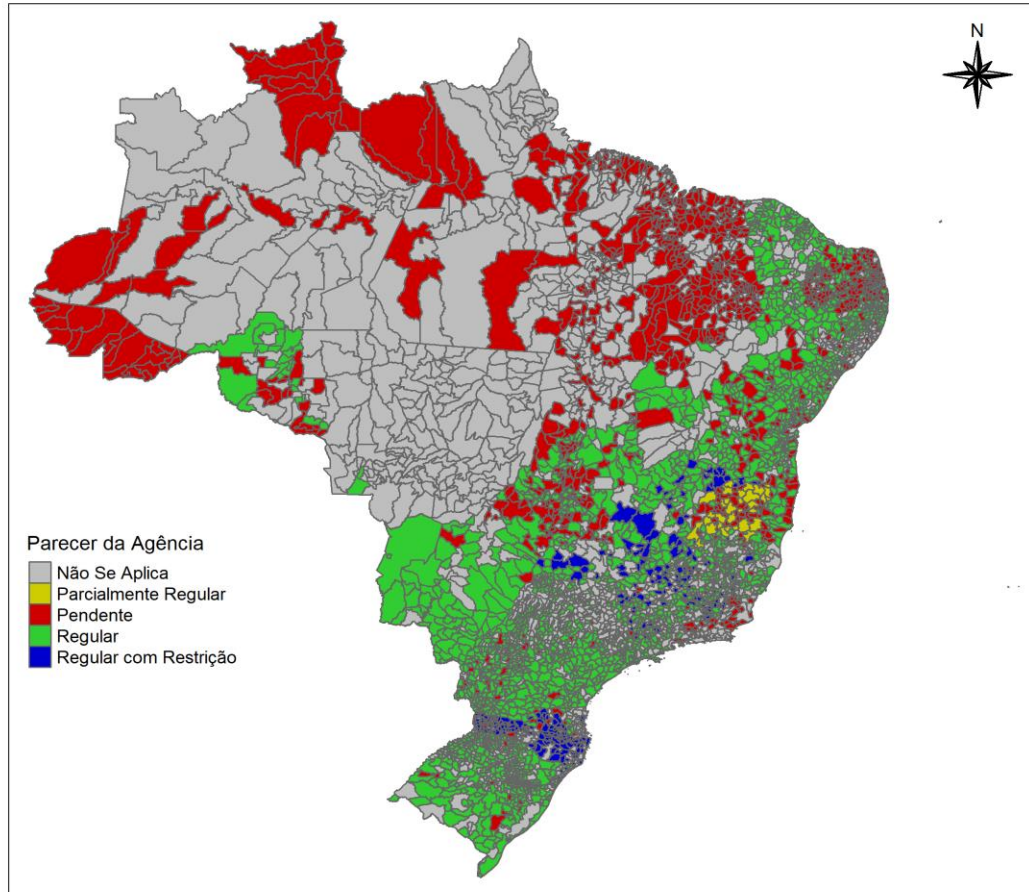 N
Parecer da Agência
Não Se Aplica
Parcialmente Regular
Pendente
Regular
Regular com Restrição